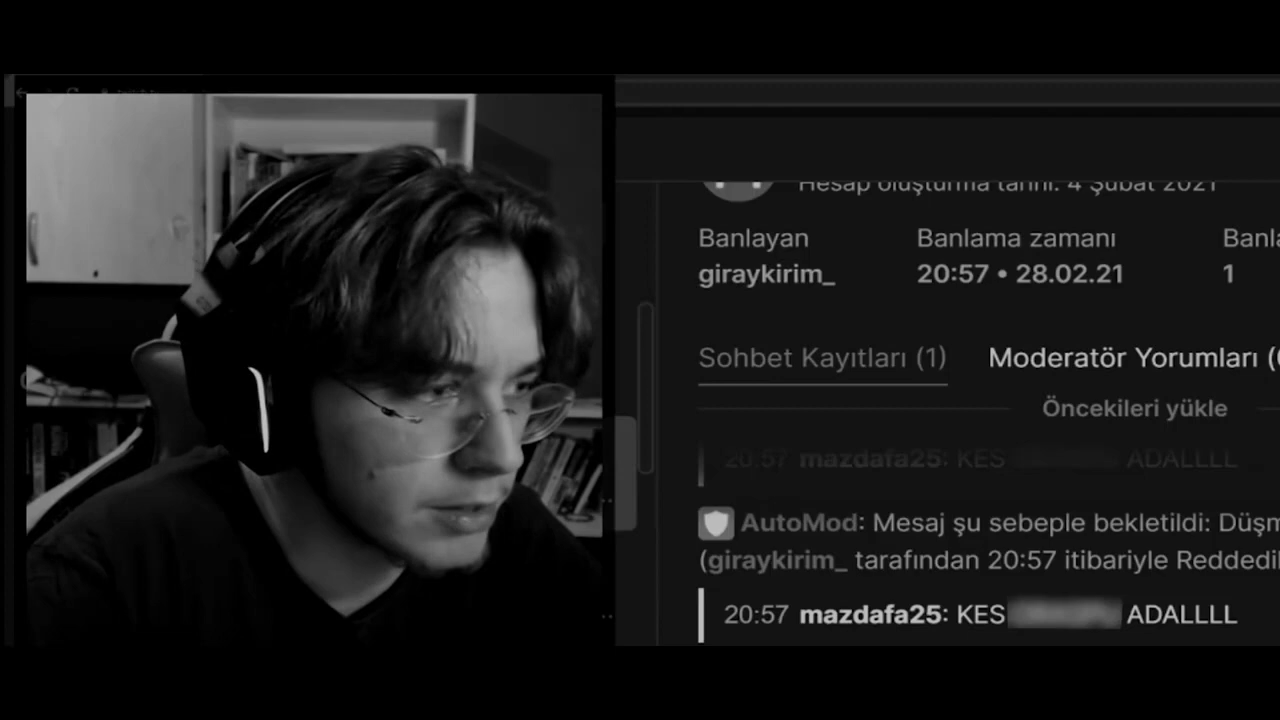 Hesap oluşturma tarihi: 4 Şubat 2021
Banlayan Banlama zamanı
giraykirim_ 20:57 • 28.02.21 1
Sohbet Kayıtları (1) Moderatör Yorumları
Öncekileri yükle
20:57 mazdafa25: KES ADALLLL
AutoMod: Mesaj şu sebeple bekletildi:
(giraykirim_ tarafından 20:57 itibariyle
20:57 mazdafa25: KES ADALLLL